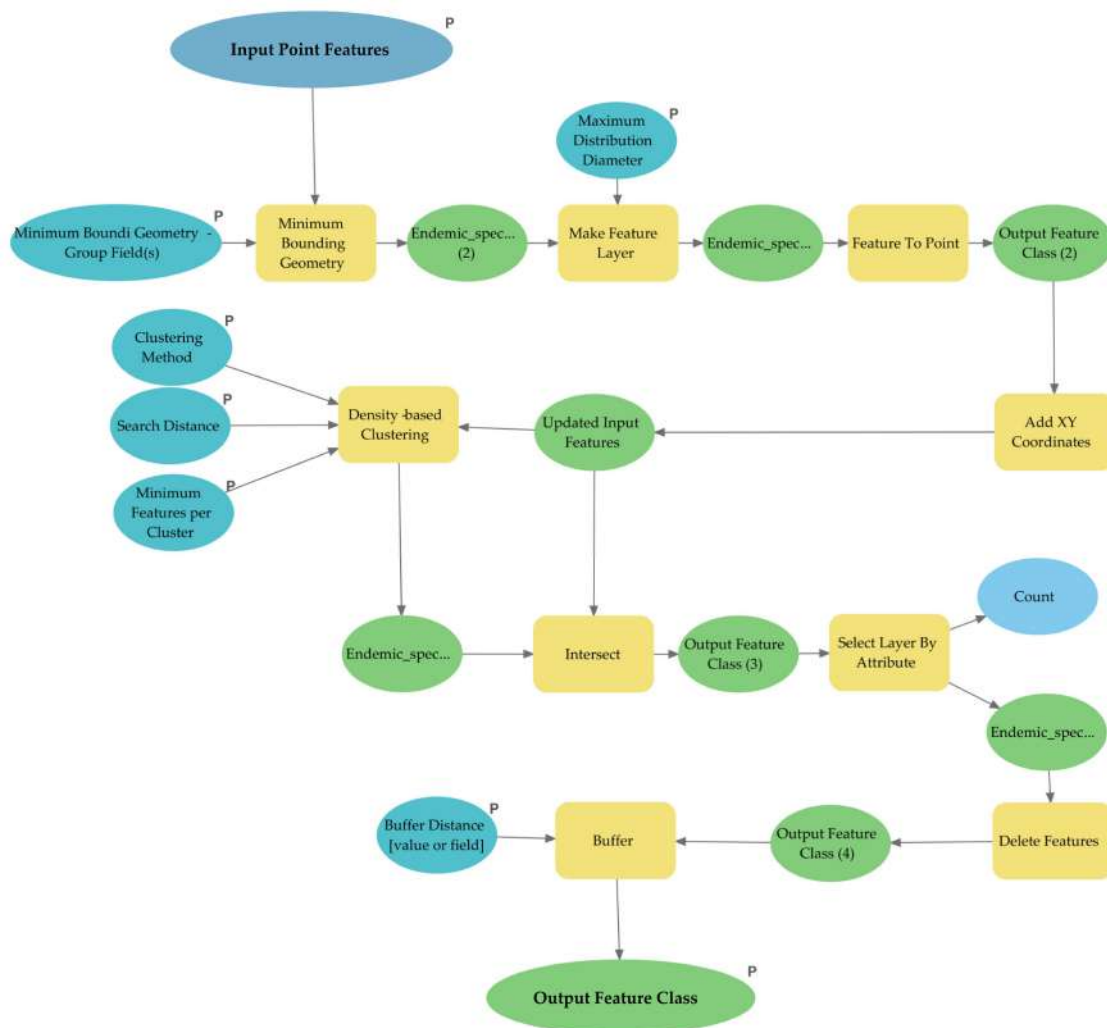 P
Input Point Features
P
Maximum
Distribution
Diameter
P
Minimum Boundi Geometry -
Group Field(s)
Minimum
Bounding
Geometry
Endemic_spec...
(2)
Make Feature
Layer
Endemic_spec...
Feature To Point
Output Feature
Class (2)
P
Clustering
Method
P
Search Distance
P
Minimum
Features per
Cluster
Density -based
Clustering
Updated Input
Features
Add XY
Coordinates
Endemic_spec...
Intersect
Output Feature
Class (3)
Select Layer By
Attribute
Count
Endemic_spec...
P
Buffer Distance
[value or field]
Buffer
Output Feature
Class (4)
Delete Features
P
Output Feature Class